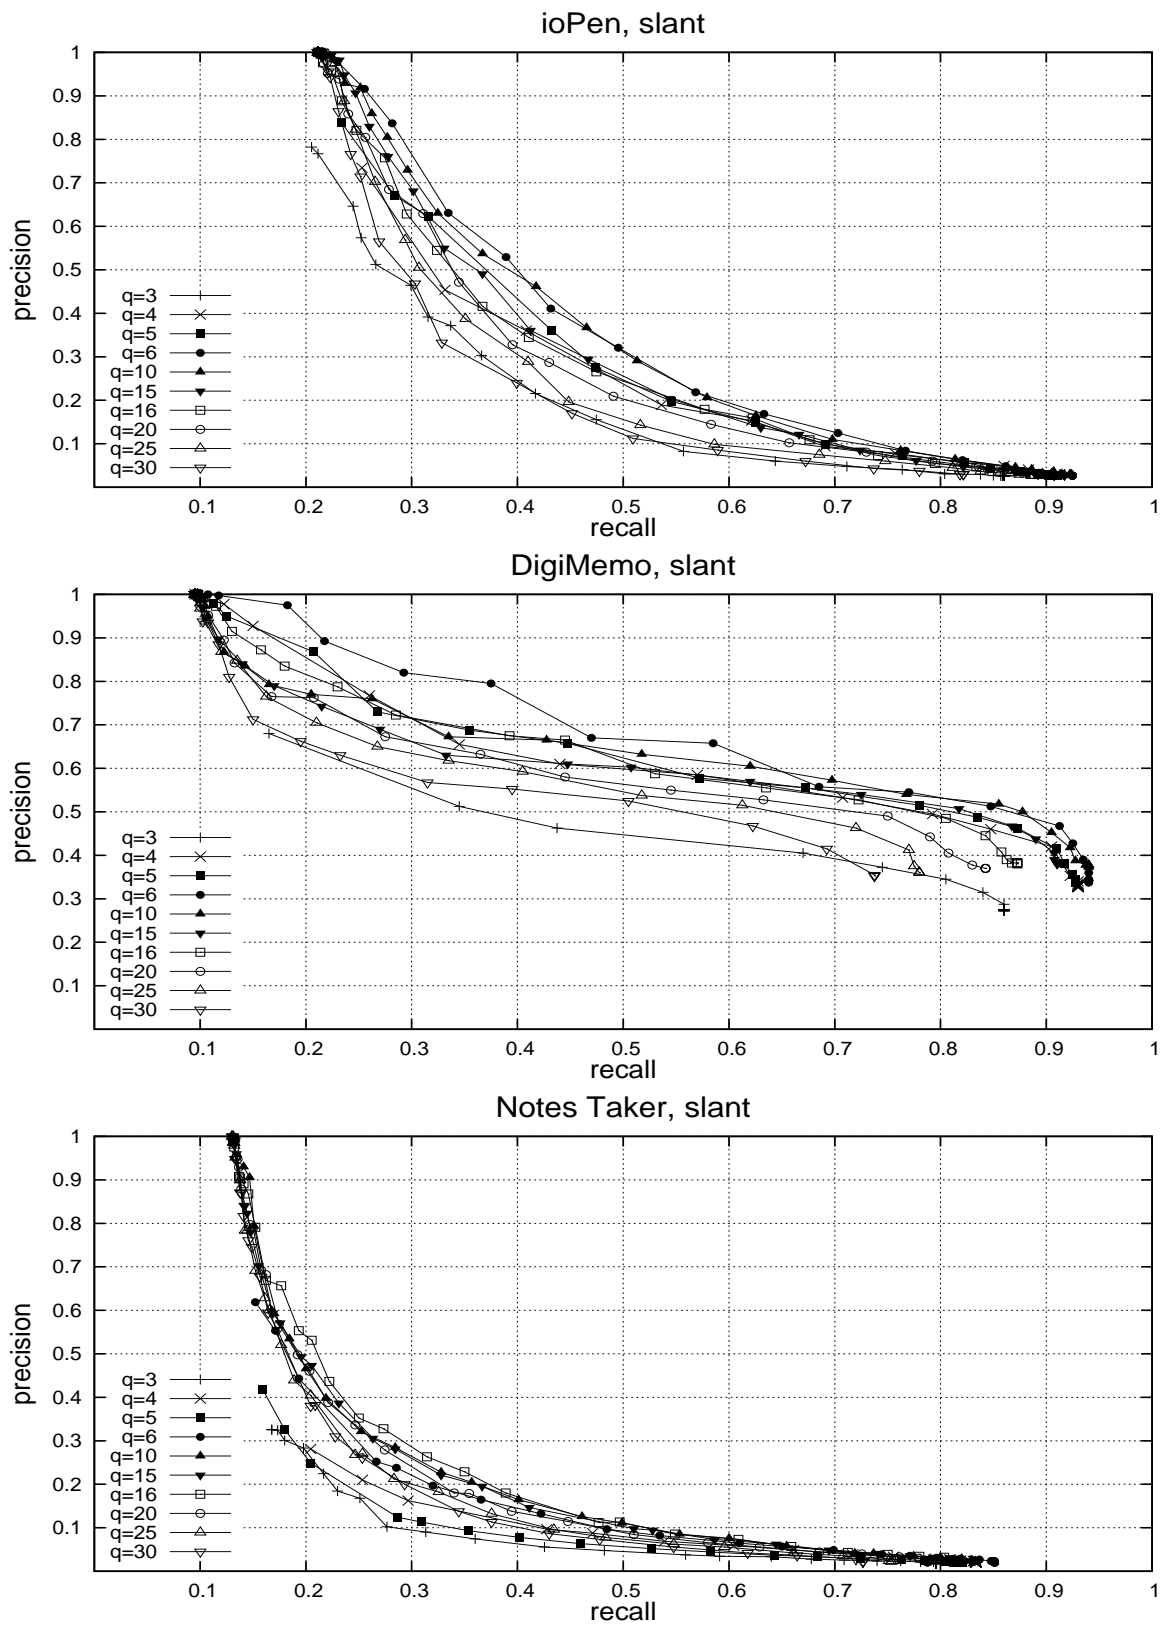 ioPen, slant
1
0.9
0.8
0.7
0.6
0.5
0.4
0.3
0.2
0.1
precision
q=3
q=4
q=5
q=6
q=10
q=15
q=16
q=20
q=25
q=30
0.1 0.2 0.3 0.4 0.5 0.6 0.7 0.8 0.9 1
recall
DigiMemo, slant
1
0.9
0.8
0.7
0.6
0.5
0.4
0.3
0.2
0.1
precision
q=3
q=4
q=5
q=6
q=10
q=15
q=16
q=20
q=25
q=30
0.1 0.2 0.3 0.4 0.5 0.6 0.7 0.8 0.9 1
recall
Notes Taker, slant
1
0.9
0.8
0.7
0.6
0.5
0.4
0.3
0.2
0.1
precision
q=3
q=4
q=5
q=6
q=10
q=15
q=16
q=20
q=25
q=30
0.1 0.2 0.3 0.4 0.5 0.6 0.7 0.8 0.9 1
recall